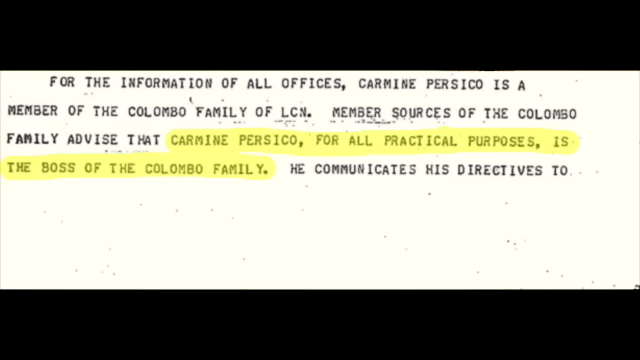 FOR THE INFORMATION OF ALL OFFICES, CARMINE PERSICO IS A
MEMBER OF THE COLOMBO FAMILY OF LCN. MEMBER SOURCES OF THE COLOMBO
FAMILY ADVISE THAT CARMINE PERSICO, FOR ALL PRACTICAL PURPOSES, IS
THE BOSS OF THE COLOMBO FAMILY. HE COMMUNICATES HIS DIRECTIVES TO